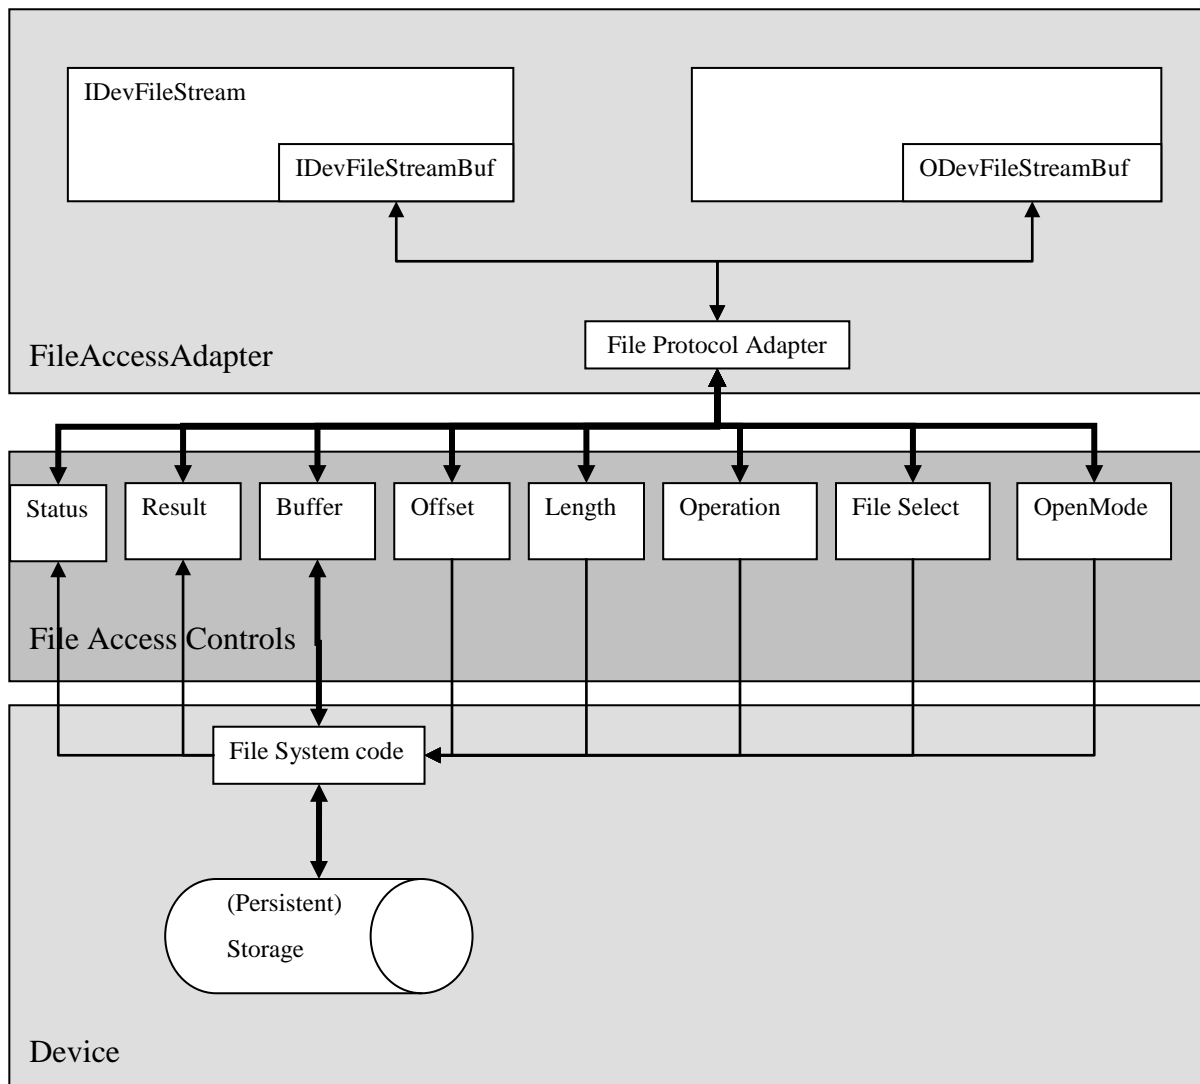 IDevFileStream
IDevFileStreamBuf
ODevFileStreamBuf
File Protocol Adapter
FileAccessAdapter
Status
Result
Buffer
Offset
Length
Operation
File Select
OpenMode
File Access Controls
File System code
(Persistent)
Storage
Device